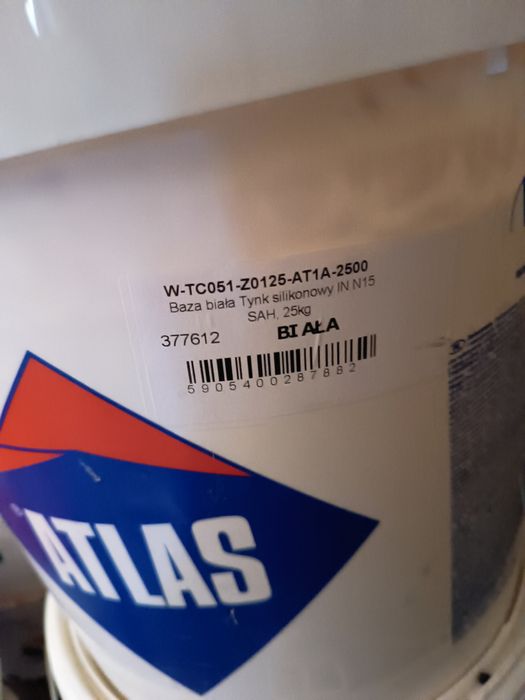 W-TC051-Z0125-AT1A-2500
Baza biała Tynk silikonowy IN N15
SAH, 25kg
377612 BIAŁA
5905400287882
ATLAS